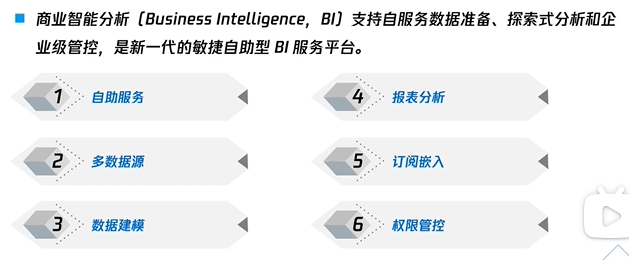 商业智能分析（Business Intelligence，BI）支持自服务数据准备、探索式分析和企
业级管控，是新一代的敏捷自助型 BI 服务平台。
1 自助服务
4 报表分析
2 多数据源
5 订阅嵌入
3 数据建模
6 权限管控